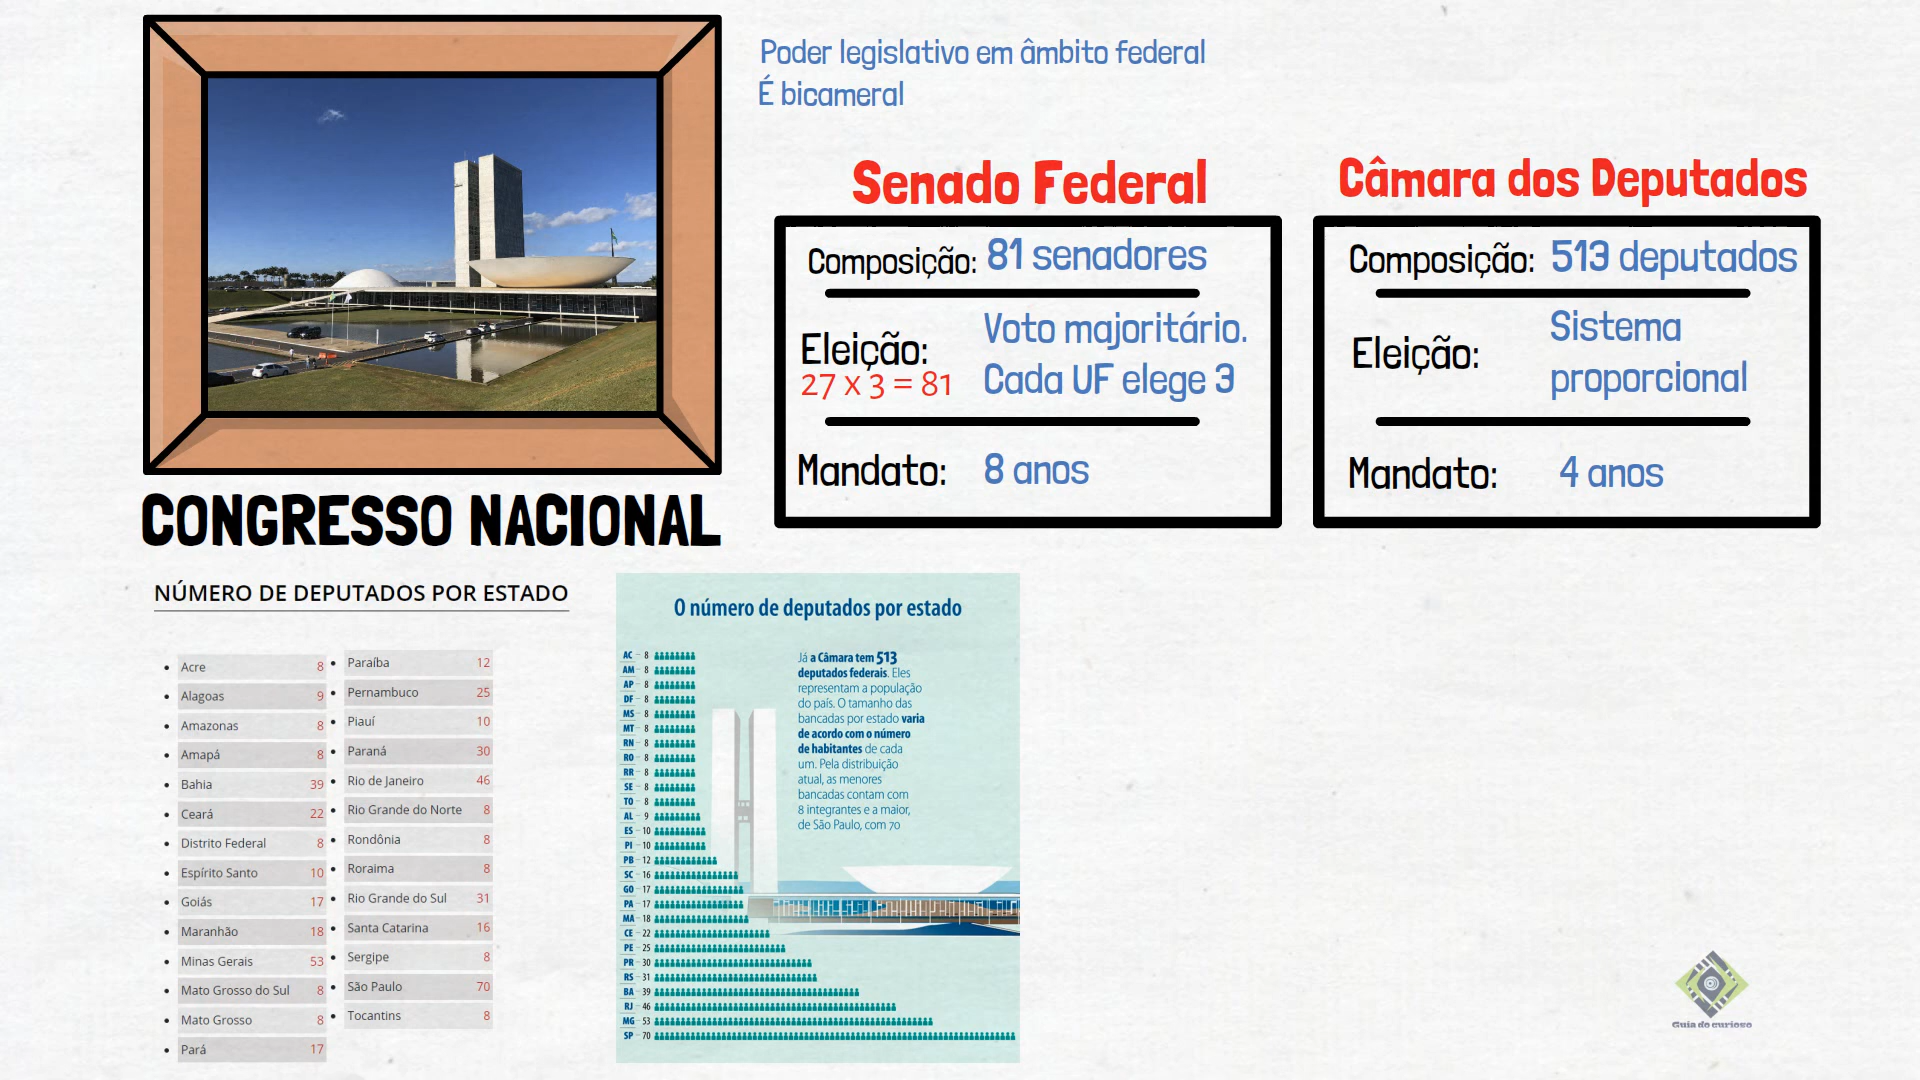 Poder legislativo em âmbito federal
É bicameral
Senado Federal
Composição: 81 senadores
Eleição:
27 x 3 = 81
Voto majoritário.
Cada UF elege 3
Mandato: 8 anos
Câmara dos Deputados
Composição: 513 deputados
Eleição:
Sistema
proporcional
Mandato: 4 anos
CONGRESSO NACIONAL
NÚMERO DE DEPUTADOS POR ESTADO
Acre 8
Alagoas 9
Amazonas 8
Amapá 8
Bahia 39
Ceará 22
Distrito Federal 8
Espírito Santo 10
Goiás 17
Maranhão 18
Minas Gerais 53
Mato Grosso do Sul 8
Mato Grosso 8
Pará 17
Paraíba 12
Pernambuco 25
Piauí 10
Paraná 30
Rio de Janeiro 46
Rio Grande do Norte 8
Rondônia 8
Roraima 8
Rio Grande do Sul 31
Santa Catarina 16
Sergipe 8
São Paulo 70
Tocantins 8
O número de deputados por estado
AC - 8
AM - 8
AP - 8
DF - 8
MS - 8
MT - 8
RN - 8
RO - 8
RR - 8
SE - 8
TO - 8
AL - 9
ES - 10
PI - 10
PB - 12
SC - 16
GO - 17
PA - 17
MA - 18
CE - 22
PE - 25
PR - 30
RS - 31
BA - 39
RJ - 46
MG - 53
SP - 70
Já a Câmara tem 513
deputados federais. Eles
representam a população
do país. O tamanho das
bancadas por estado varia
de acordo com o número
de habitantes de cada
um. Pela distribuição
atual, as menores
bancadas contam com
8 integrantes e a maior,
de São Paulo, com 70
Guia do curioso